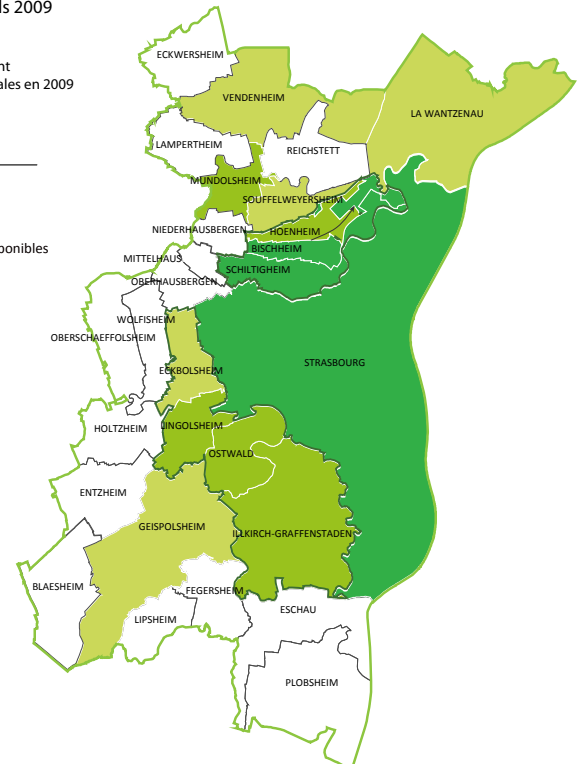 ls 2009
nt
ales en 2009
ponibles
ECKWERSHEIM
VENDENHEIM
LA WANTZENAU
LAMPERTHEIM
REICHSTETT
MUNDOLSHEIM
SOUFFELWEYERSHEIM
NIEDERHAUSBERGEN
HOENHEIM
BISCHHEIM
MITTELHAUS
SCHILTIGHEIM
OBERHAUSBERGEN
WOLFISHEIM
OBERSCHAEFFOLSHEIM
STRASBOURG
ECKBOLSHEIM
HOLTZHEIM
LINGOLSHEIM
OSTWALD
ENTZHEIM
GEISPOLSHEIM
ILLKIRCH-GRAFFENSTADEN
BLAESHEIM
FEGERSHEIM
ESCHAU
LIPSHEIM
PLOBSHEIM